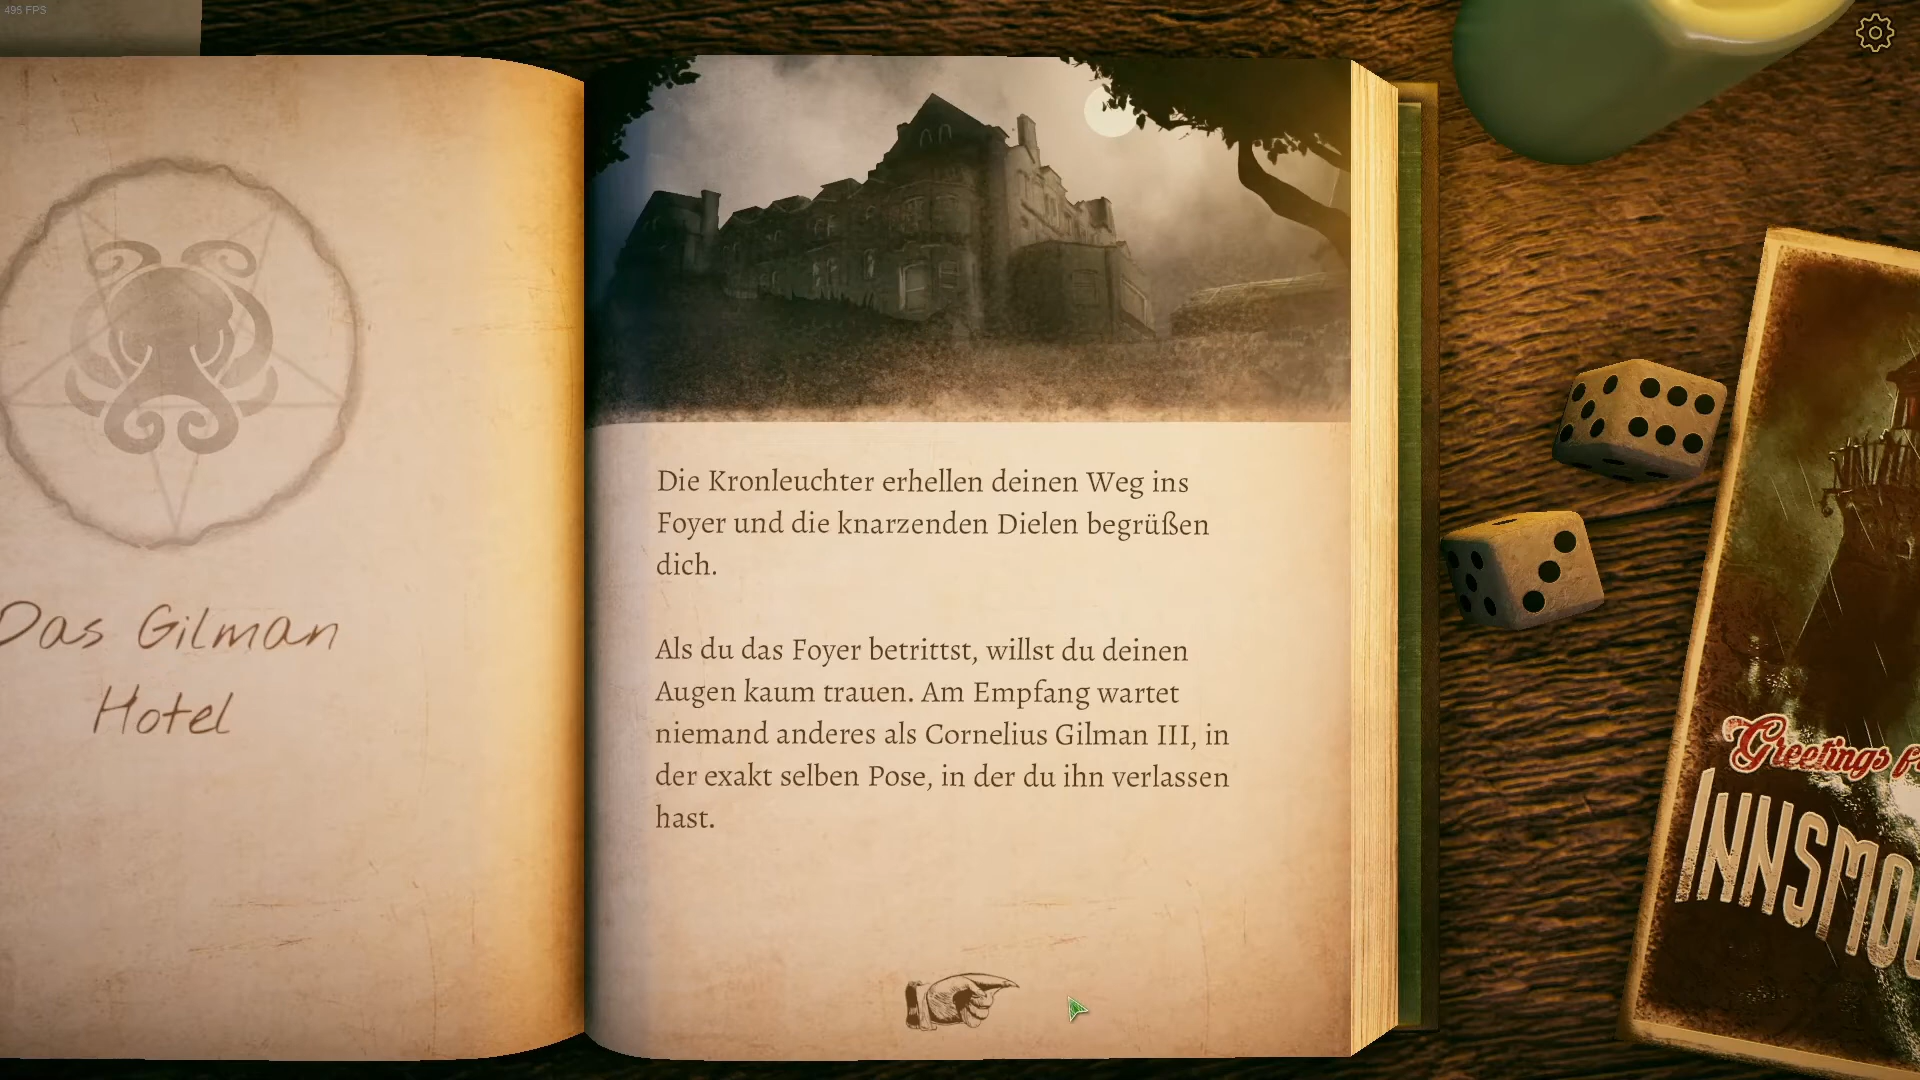 495 FPS
Das Gilman
Hotel
Die Kronleuchter erhellen deinen Weg ins
Foyer und die knarzenden Dielen begrüßen
dich.
Als du das Foyer betrittst, willst du deinen
Augen kaum trauen. Am Empfang wartet
niemand anderes als Cornelius Gilman III, in
der exakt selben Pose, in der du ihn verlassen
hast.
Greetings